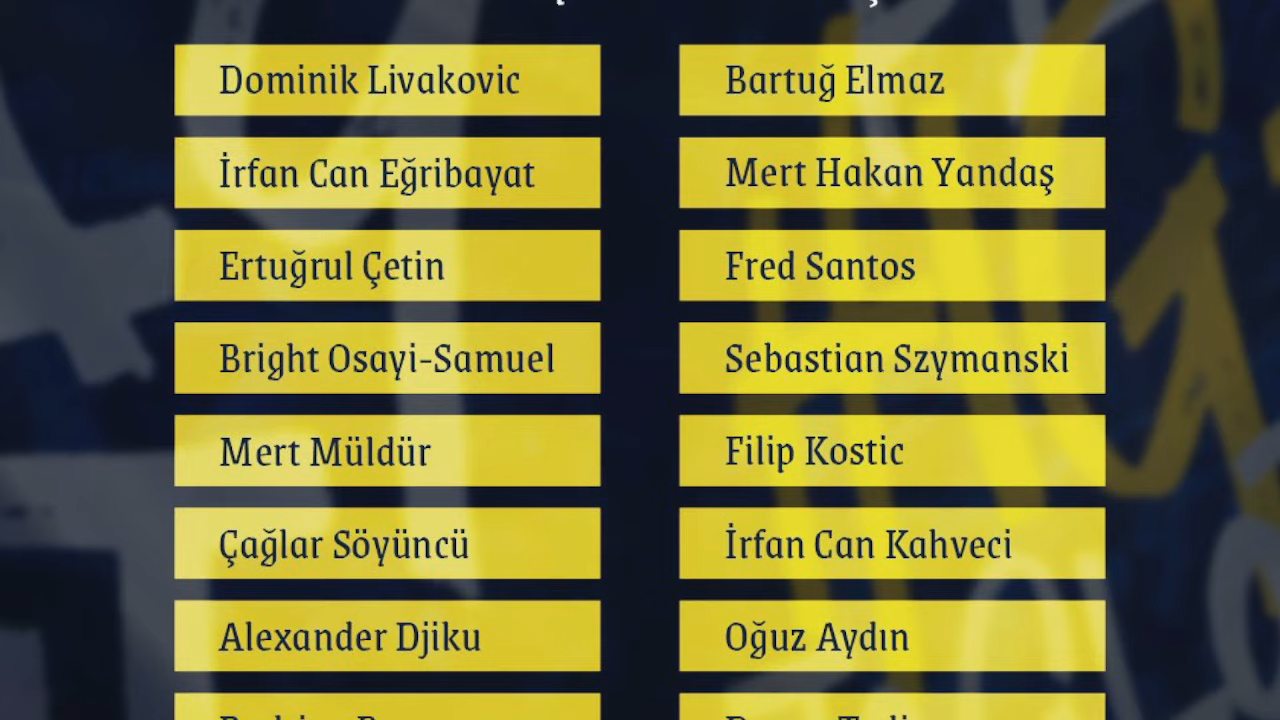 Dominik Livakovic
İrfan Can Eğribayat
Ertuğrul Çetin
Bright Osayi-Samuel
Mert Müldür
Çağlar Söyüncü
Alexander Djiku
Bartuğ Elmaz
Mert Hakan Yandaş
Fred Santos
Sebastian Szymanski
Filip Kostic
İrfan Can Kahveci
Oğuz Aydın